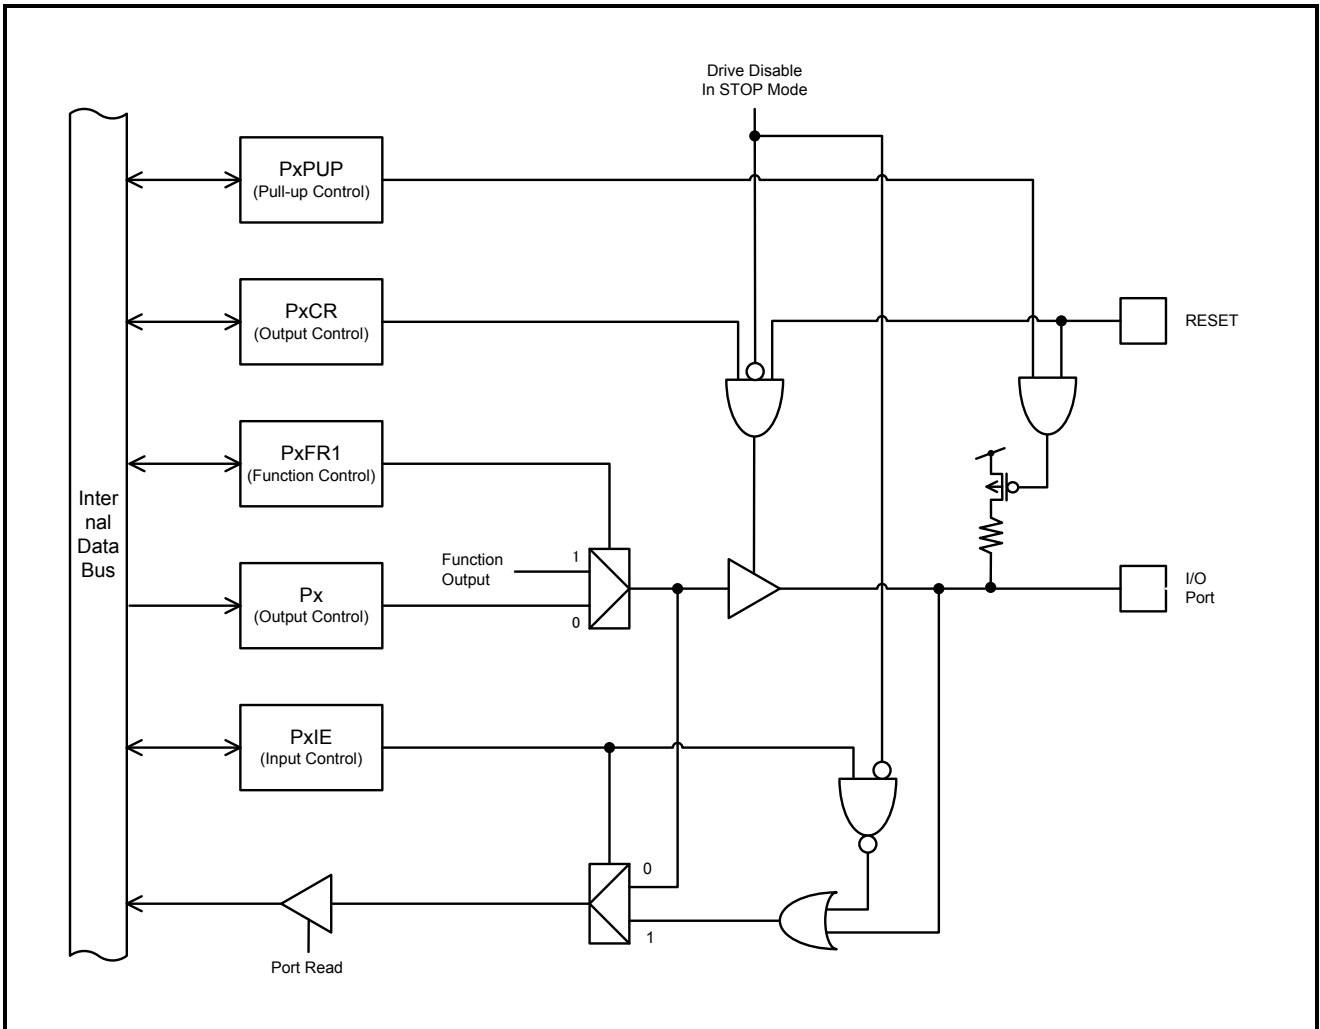 Drive Disable
In STOP Mode
PxPUP
(Pull-up Control)
PxCR
(Output Control)
RESET
PxFR1
(Function Control)
Inter
nal
Data
Bus
Function
Output
1
0
Px
(Output Control)
I/O
Port
PxIE
(Input Control)
0
1
Port Read